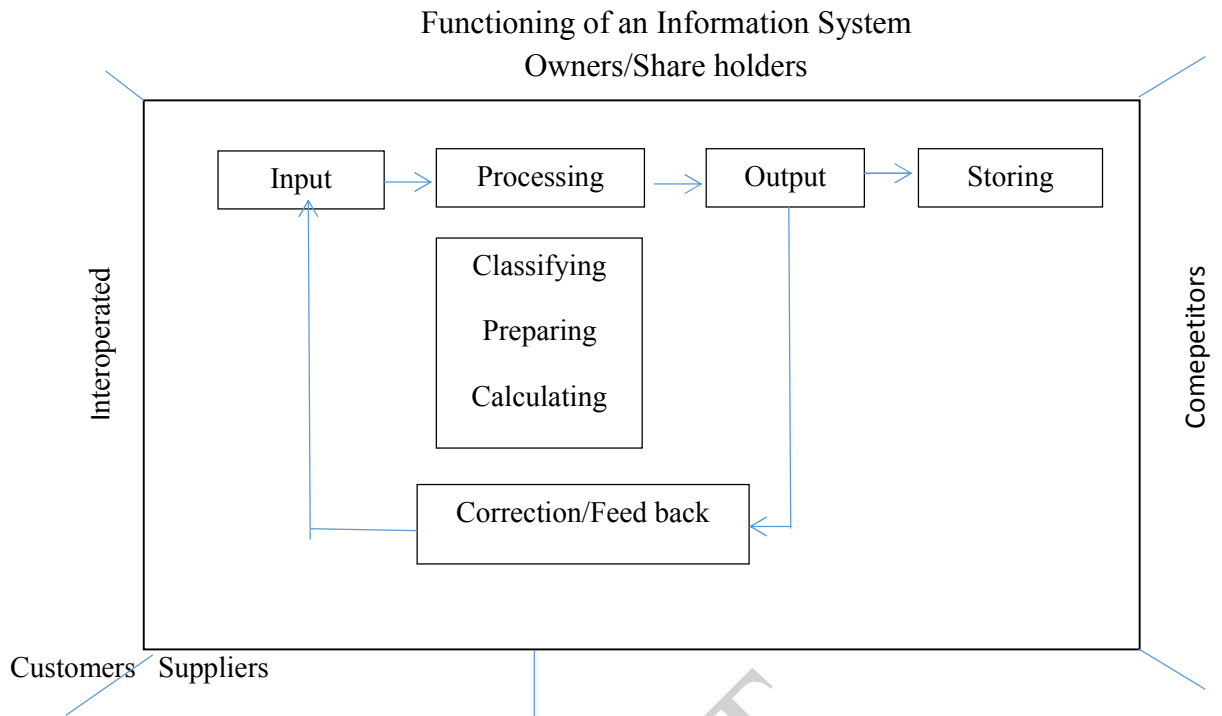 Functioning of an Information System
Owners/Share holders
Input
Processing
Output
Storing
Classifying
Preparing
Calculating
Correction/Feed back
Interoperated
Comepetitors
Customers Suppliers
T